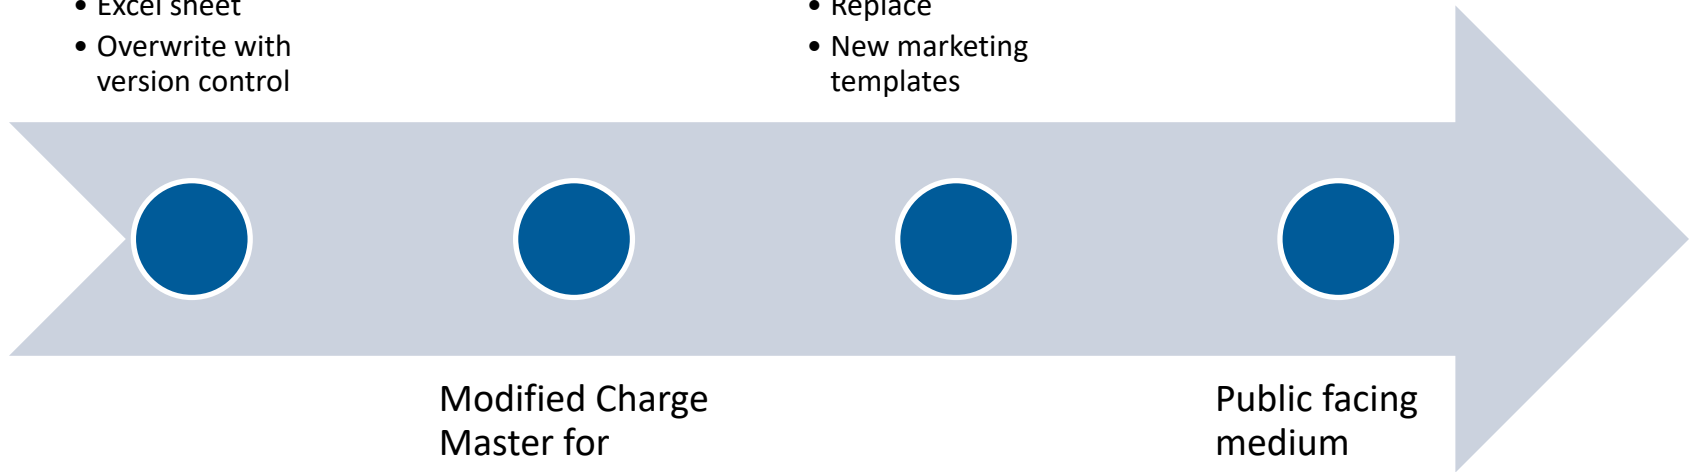 • Excel sheet
• Overwrite with
version control
• Replace
• New marketing
templates
Modified Charge
Master for
Public facing
medium